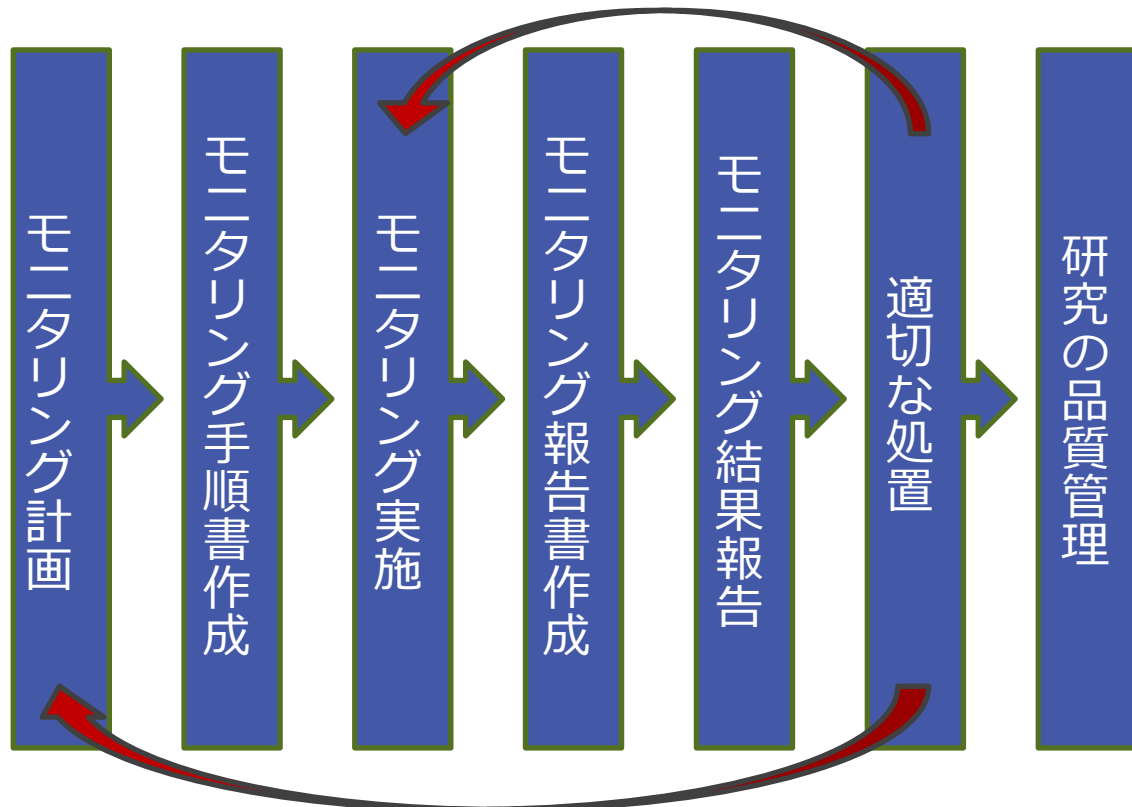 モニタリング計画
モニタリング手順書作成
モニタリング実施
モニタリング報告書作成
モニタリング結果報告
適切な処置
研究の品質管理